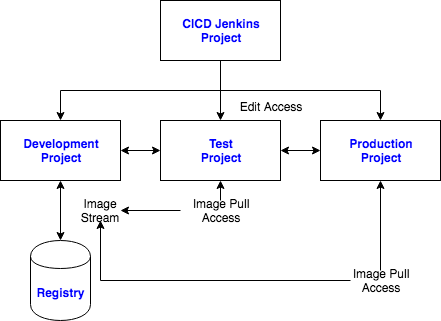 CICD Jenkins
Project
Edit Access
Development
Project
Test
Project
Production
Project
Image
Stream
Image Pull
Access
Registry
Image Pull
Access